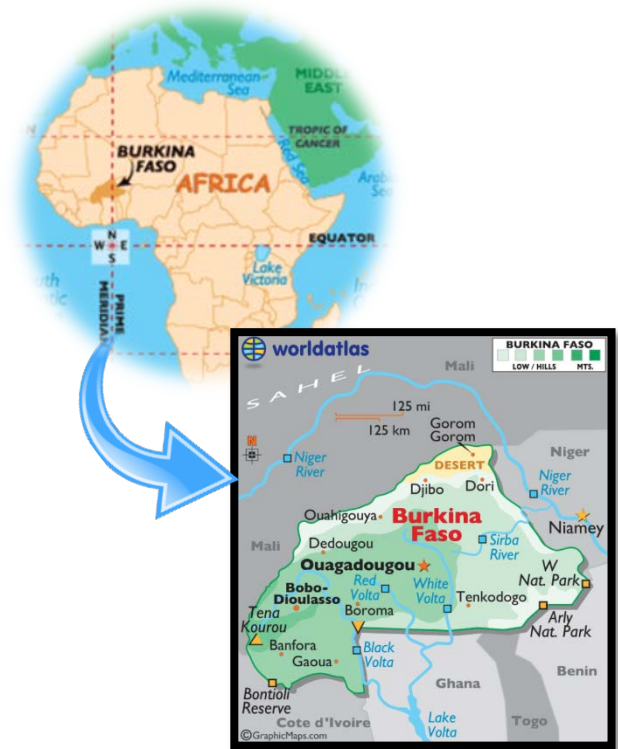 Mediterranean
Sea
MIDDLE
EAST
TROPIC OF
CANCER
Red Sea
BURKINA
FASO
AFRICA
N
W E
S
EQUATOR
Lake
Victoria
PRIME
MERIDIAN
worldatlas
BURKINA FASO
LOW / HILLS MTS.
Mali
SAHEL
125 mi
125 km
Gorom
Gorom
N
Niger
River
DESERT
Niger
Djibo
Dori
Niger
River
Ouahigouya
Burkina
Faso
Niamey
Mali
Dedougou
Sirba
River
Ouagadougou
W
Nat. Park
Bobo-
Dioulasso
Red
Volta
White
Volta
Tenkodogo
Tena
Kourou
Boroma
Arly
Nat. Park
Banfora
Gaoua
Black
Volta
Bontioli
Reserve
Ghana
Benin
Cote d'Ivoire
Togo
Lake
Volta
©GraphicMaps.com